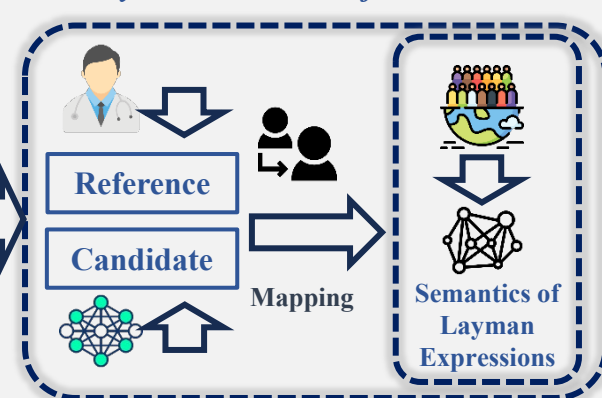 Reference
Candidate
Mapping
Semantics of
Layman
Expressions